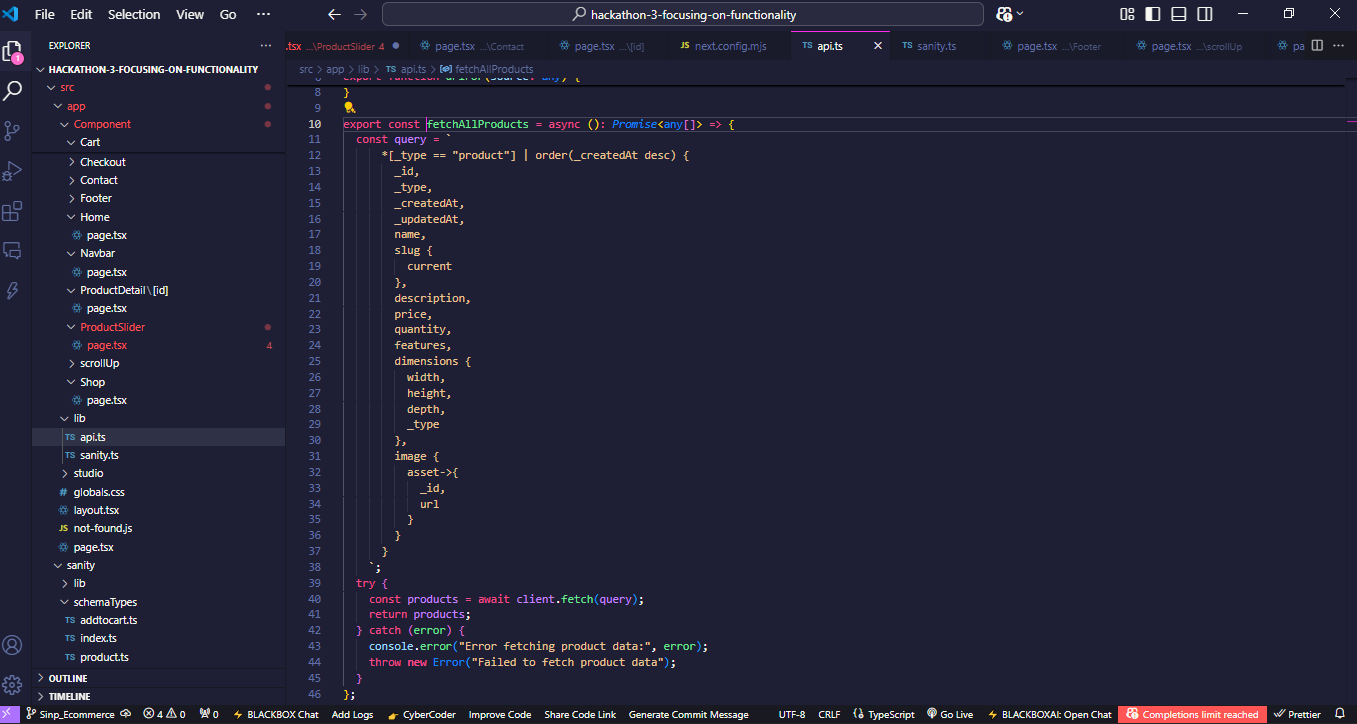 File Edit Selection View Go ··· hackathon-3-focusing-on-functionality
EXPLORER ···
1
HACKATHON-3-FOCUSING-ON-FUNCTIONALITY
src
app
Component
Cart
Checkout
Contact
Footer
Home
page.tsx
Navbar
page.tsx
ProductDetail\[id]
page.tsx
ProductSlider
page.tsx 4
scrollUp
Shop
page.tsx
lib
TS api.ts
TS sanity.ts
studio
# globals.css
layout.tsx
JS not-found.js
page.tsx
sanity
lib
schemaTypes
TS addtocart.ts
TS index.ts
TS product.ts
OUTLINE
TIMELINE
.tsx ...\ProductSlider 4 page.tsx ...\Contact page.tsx ...\[id] JS next.config.mjs TS api.ts TS sanity.ts page.tsx ...\Footer page.tsx ...\scrollUp pa ···
src > app > lib > TS api.ts > fetchAllProducts
8 }
9
10 export const fetchAllProducts = async (): Promise<any[]> => {
11 const query = `
12 *[_type == "product"] | order(_createdAt desc) {
13 _id,
14 _type,
15 _createdAt,
16 _updatedAt,
17 name,
18 slug {
19 current
20 },
21 description,
22 price,
23 quantity,
24 features,
25 dimensions {
26 width,
27 height,
28 depth,
29 _type
30 },
31 image {
32 asset->{
33 _id,
34 url
35 }
36 }
37 }
38 `;
39 try {
40 const products = await client.fetch(query);
41 return products;
42 } catch (error) {
43 console.error("Error fetching product data:", error);
44 throw new Error("Failed to fetch product data");
45 }
46 };
Sinp_Ecommerce 4 0 0 BLACKBOX Chat Add Logs CyberCoder Improve Code Share Code Link Generate Commit Message UTF-8 CRLF {} TypeScript Go Live BLACKBOXAI: Open Chat Completions limit reached Prettier